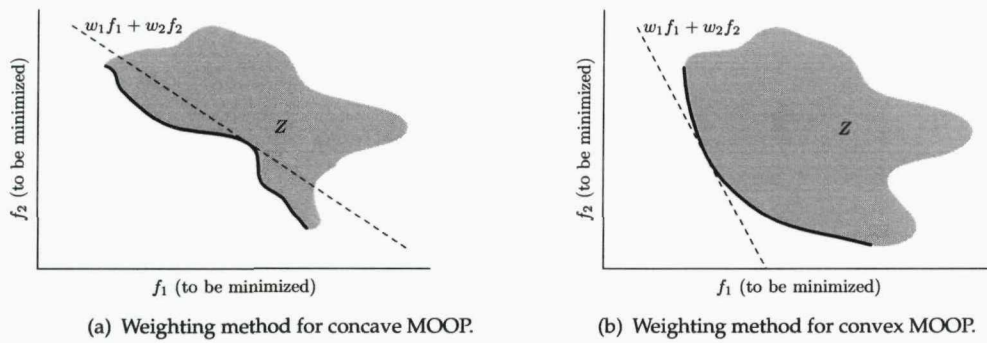 w₁f₁ + w₂f₂
Z
f₂ (to be minimized)
f₁ (to be minimized)
(a) Weighting method for concave MOOP.
w₁f₁ + w₂f₂
Z
f₂ (to be minimized)
f₁ (to be minimized)
(b) Weighting method for convex MOOP.